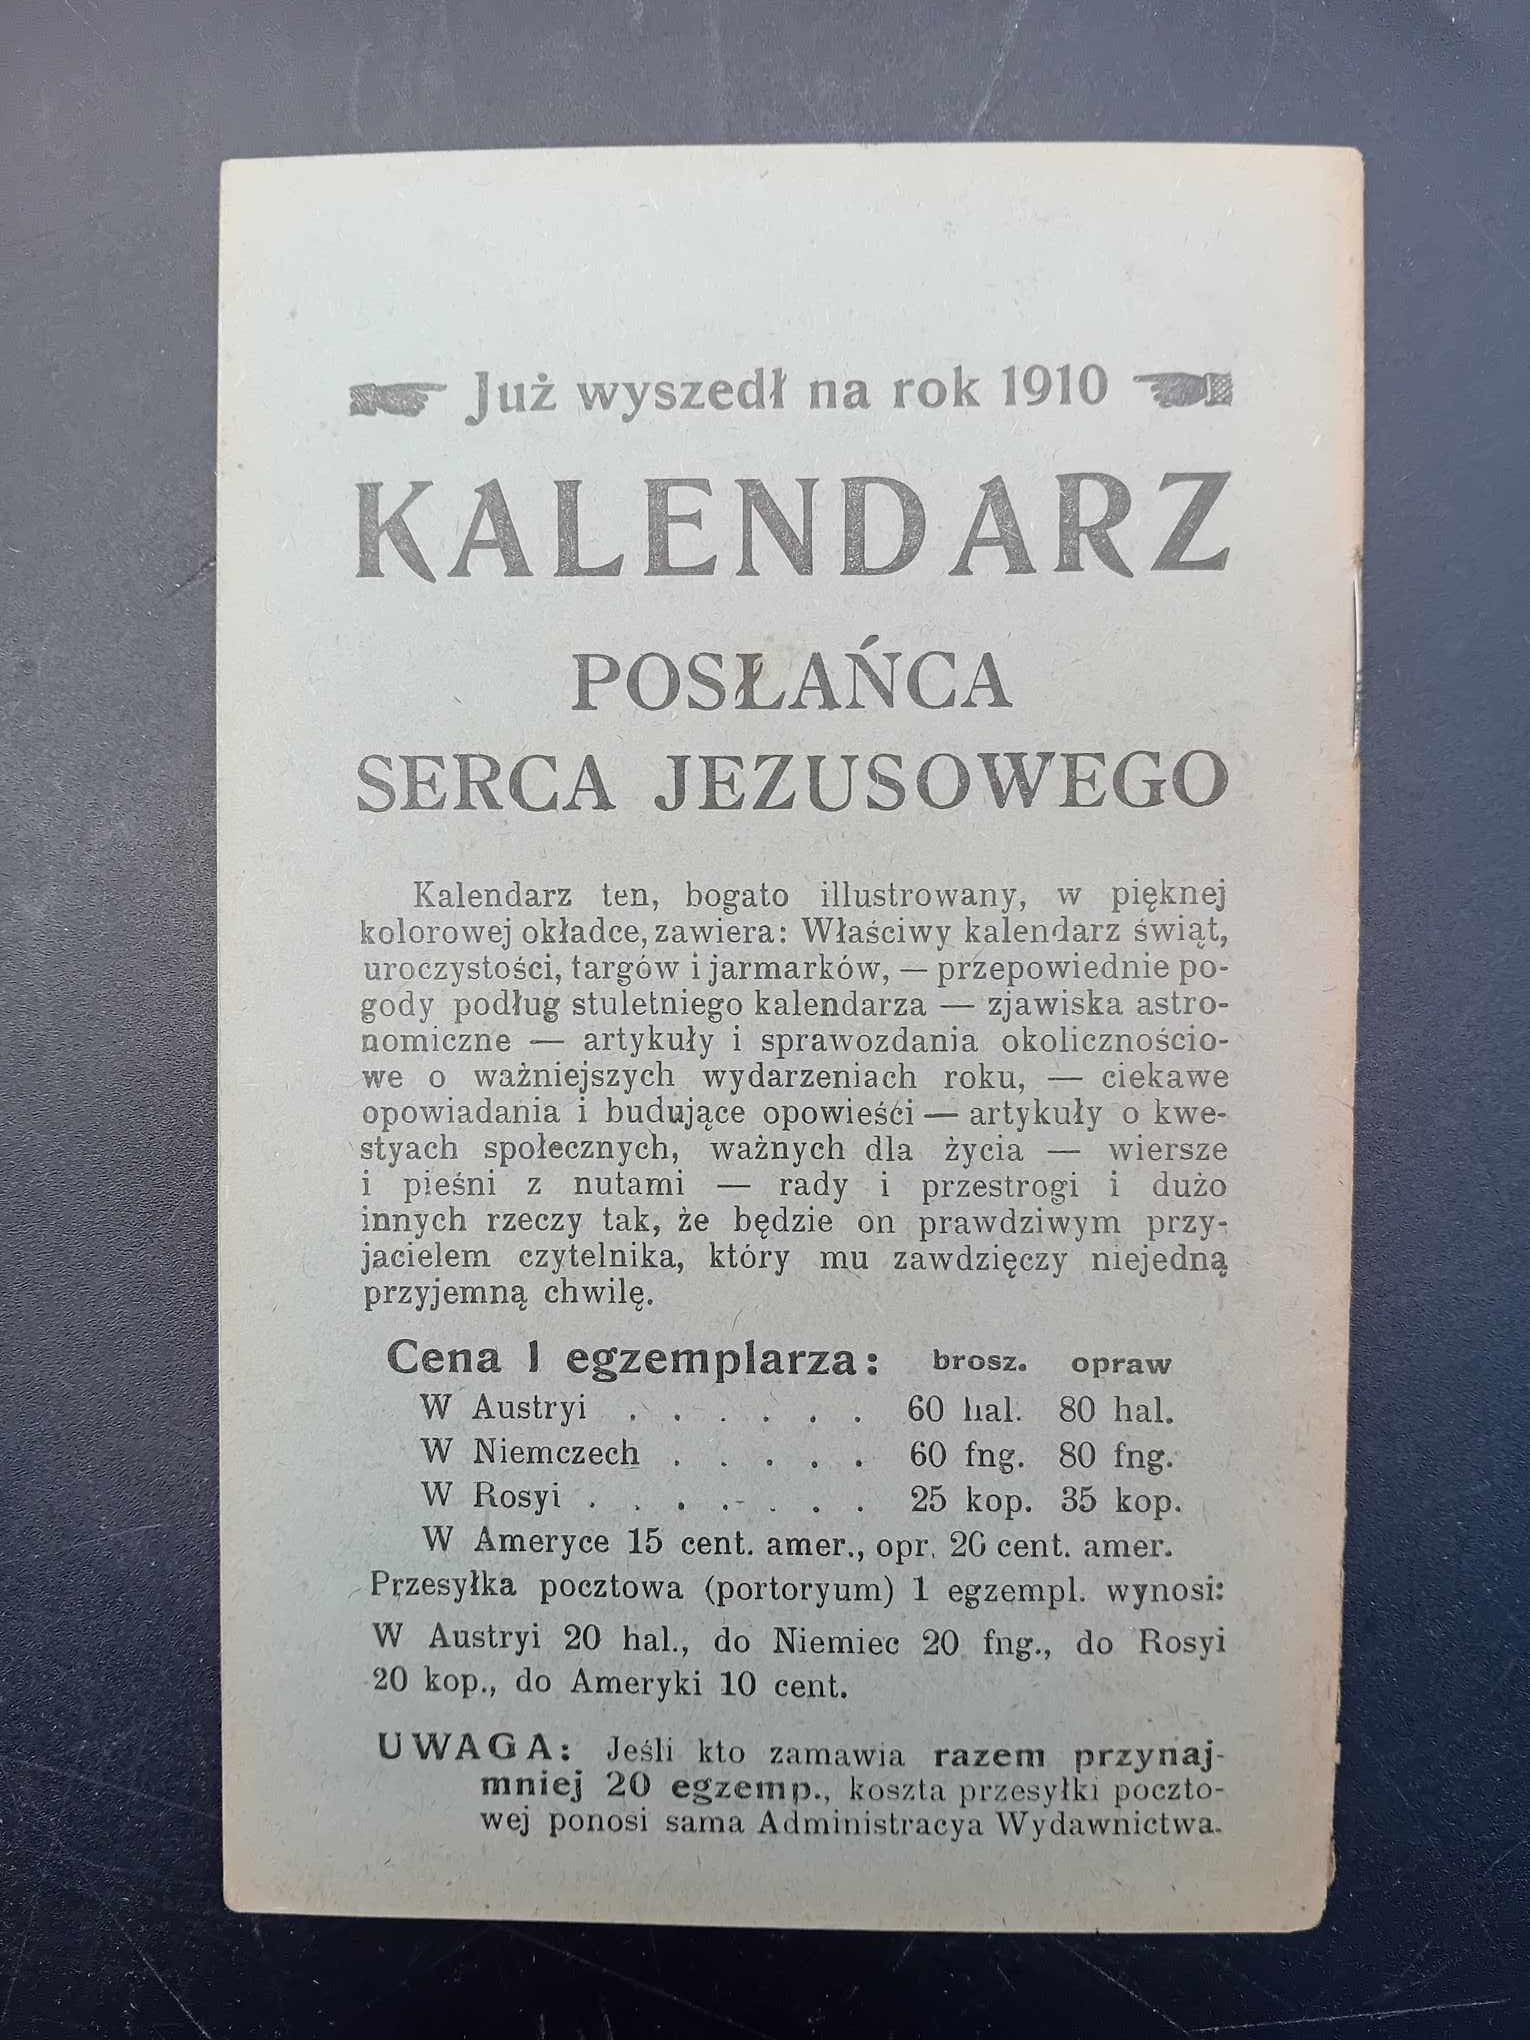 Już wyszedł na rok 1910
KALENDARZ
POSŁAŃCA
SERCA JEZUSOWEGO
Kalendarz ten, bogato illustrowany, w pięknej
kolorowej okładce, zawiera: Właściwy kalendarz świąt,
uroczystości, targów i jarmarków, — przepowiednie po-
gody podług stuletniego kalendarza — zjawiska astro-
nomiczne — artykuły i sprawozdania okolicznościo-
we o ważniejszych wydarzeniach roku, — ciekawe
opowiadania i budujące opowieści — artykuły o kwe-
styach społecznych, ważnych dla życia — wiersze
i pieśni z nutami — rady i przestrogi i dużo
innych rzeczy tak, że będzie on prawdziwym przy-
jacielem czytelnika, który mu zawdzięczy niejedną
przyjemną chwilę.
Cena 1 egzemplarza: brosz. opraw
W Austryi . . . . . . 60 hal. 80 hal.
W Niemczech . . . . . 60 fng. 80 fng.
W Rosyi . . . . . . . 25 kop. 35 kop.
W Ameryce 15 cent. amer., opr. 20 cent. amer.
Przesyłka pocztowa (portoryum) 1 egzempl. wynosi:
W Austryi 20 hal., do Niemiec 20 fng., do Rosyi
20 kop., do Ameryki 10 cent.
UWAGA: Jeśli kto zamawia razem przynaj-
mniej 20 egzemp., koszta przesyłki poczto-
wej ponosi sama Administracya Wydawnictwa.